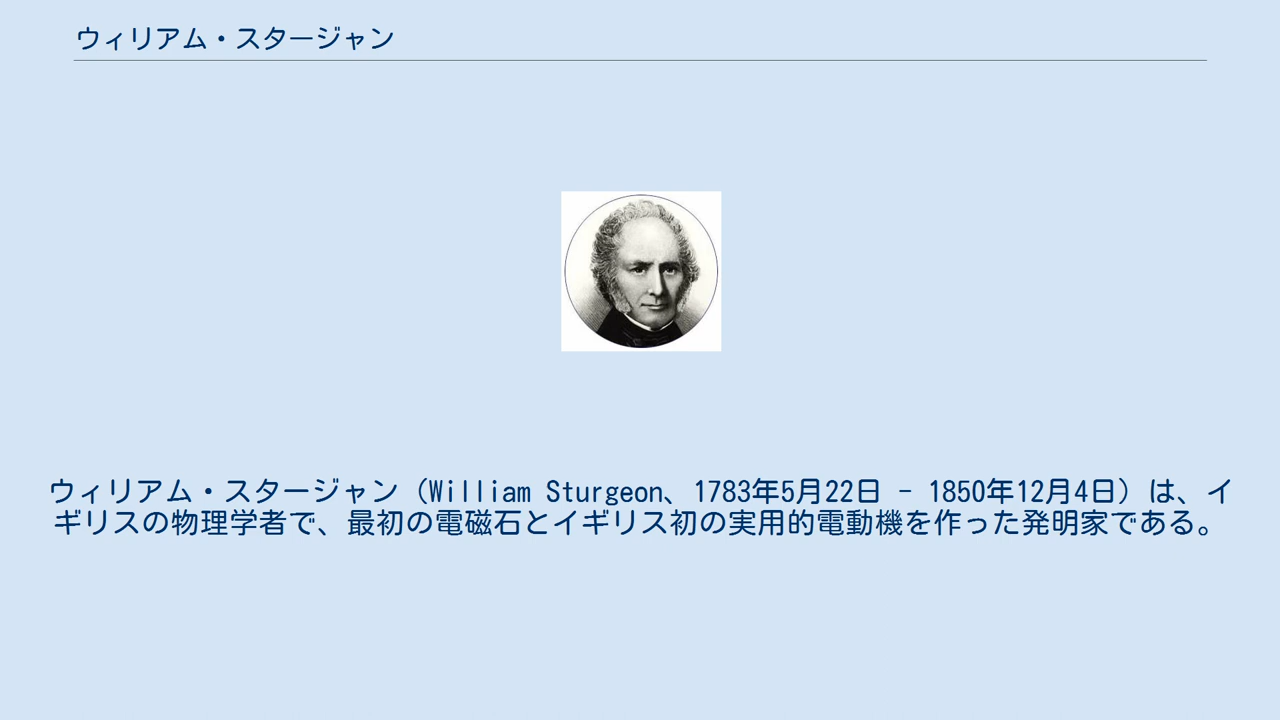 ウィリアム・スタージャン
ウィリアム・スタージャン（William Sturgeon、1783年5月22日 - 1850年12月4日）は、イ
ギリスの物理学者で、最初の電磁石とイギリス初の実用的電動機を作った発明家である。